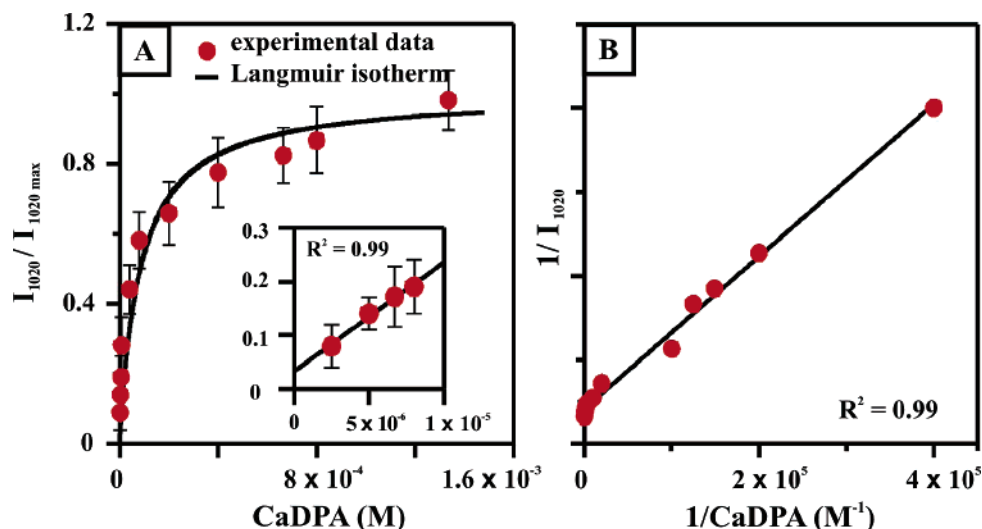 A
experimental data
Langmuir isotherm
I₁₀₂₀ / I₁₀₂₀ ₘₐₓ
1.2
0.8
0.4
0
0
8 x 10⁻⁴
1.6 x 10⁻³
CaDPA (M)
R² = 0.99
0.3
0.2
0.1
0
0
5 x 10⁻⁶
1 x 10⁻⁵
B
1/ I₁₀₂₀
R² = 0.99
0
2 x 10⁵
4 x 10⁵
1/CaDPA (M⁻¹)